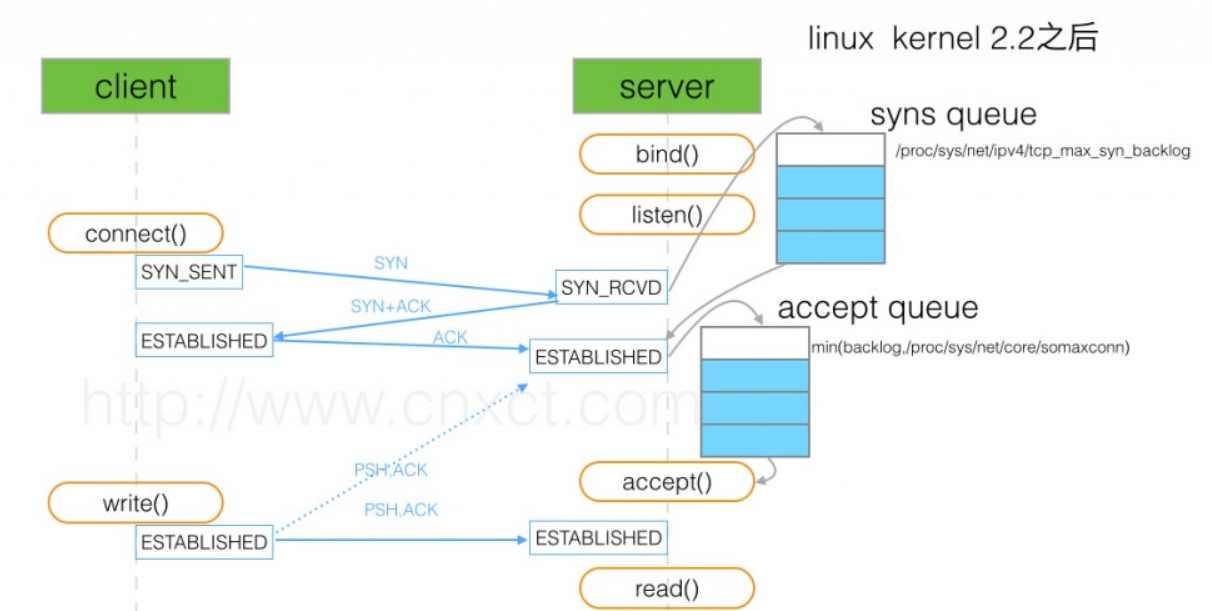 linux kernel 2.2之后
client
server
syns queue
/proc/sys/net/ipv4/tcp_max_syn_backlog
bind()
listen()
connect()
SYN_SENT
SYN
SYN_RCVD
SYN+ACK
accept queue
ESTABLISHED
ACK
ESTABLISHED
min(backlog,/proc/sys/net/core/somaxconn)
http://www.cnxct.com
PSH,ACK
accept()
write()
PSH,ACK
ESTABLISHED
ESTABLISHED
read()